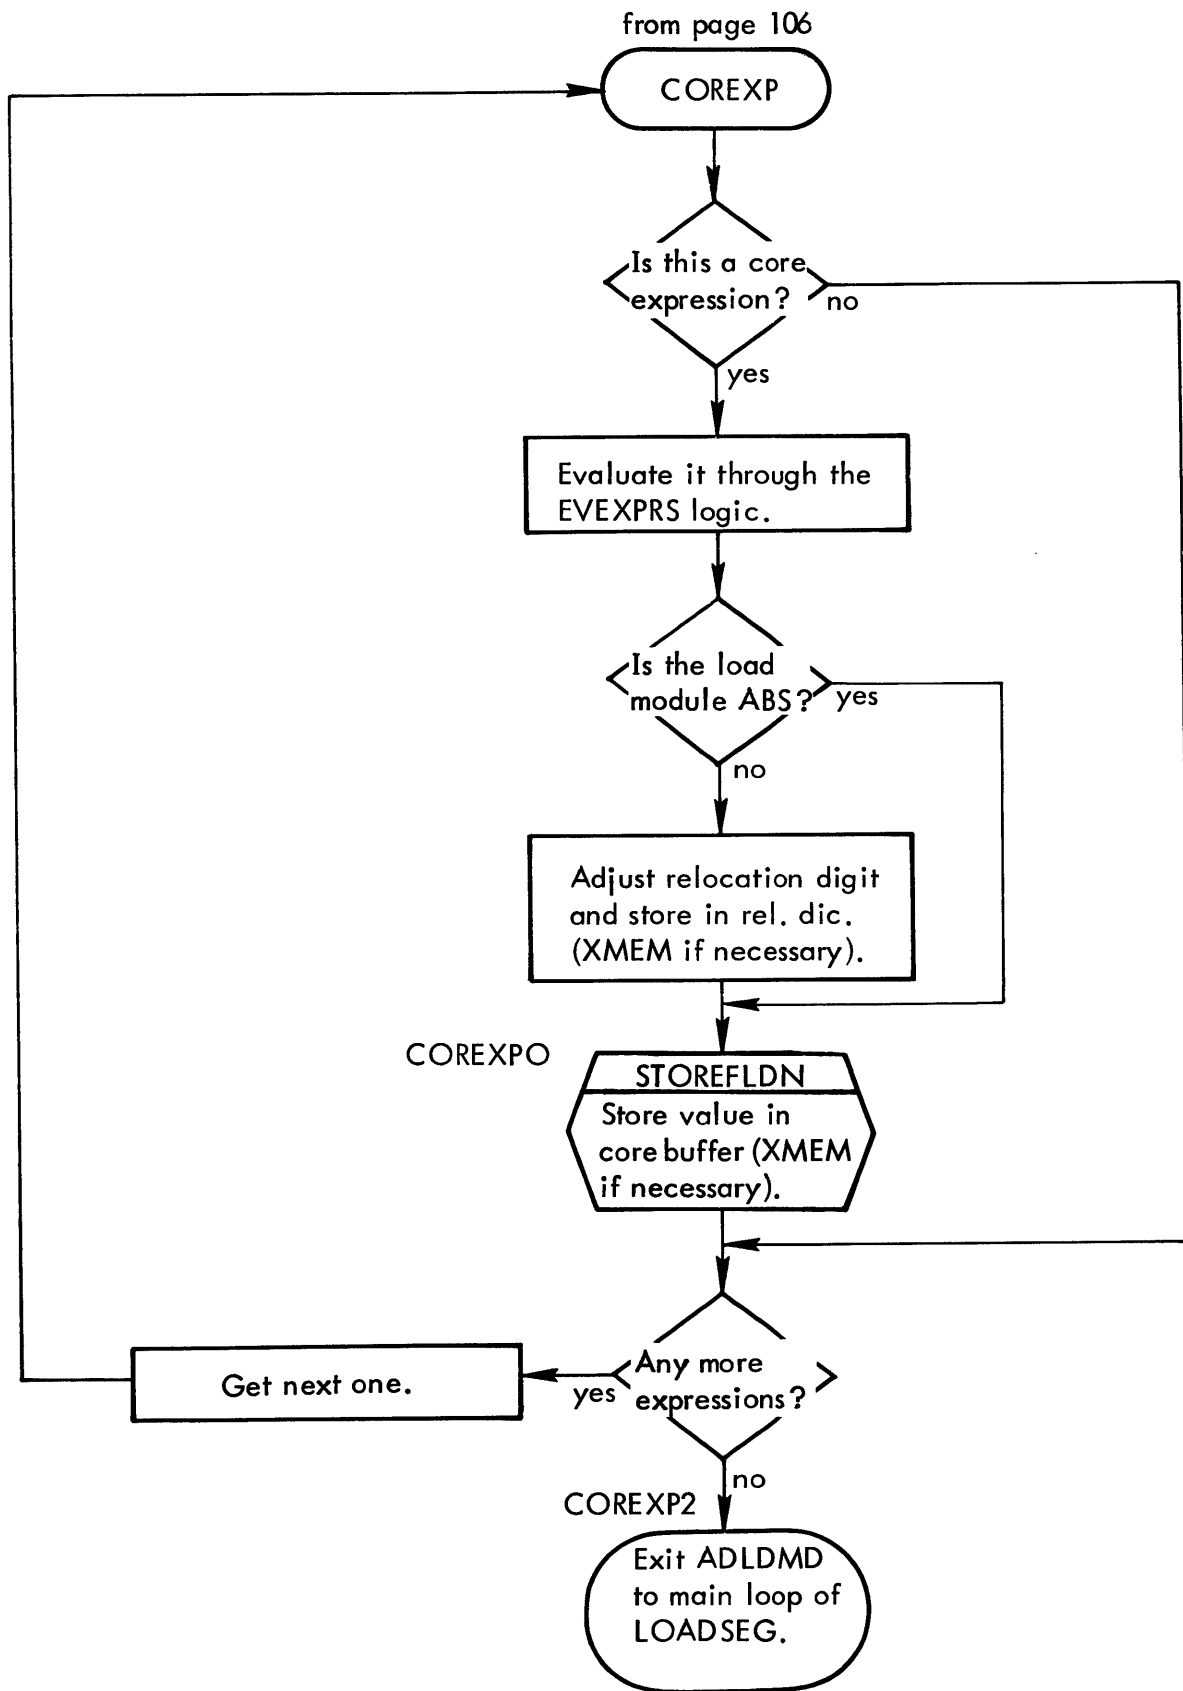 from page 106
COREXP
Is this a core
expression?
no
yes
Evaluate it through the
EVEXPRS logic.
Is the load
module ABS?
yes
no
Adjust relocation digit
and store in rel. dic.
(XMEM if necessary).
COREXPO
STOREFLDN
Store value in
core buffer (XMEM
if necessary).
Any more
expressions?
yes
Get next one.
no
COREXP2
Exit ADLDMD
to main loop of
LOADSEG.